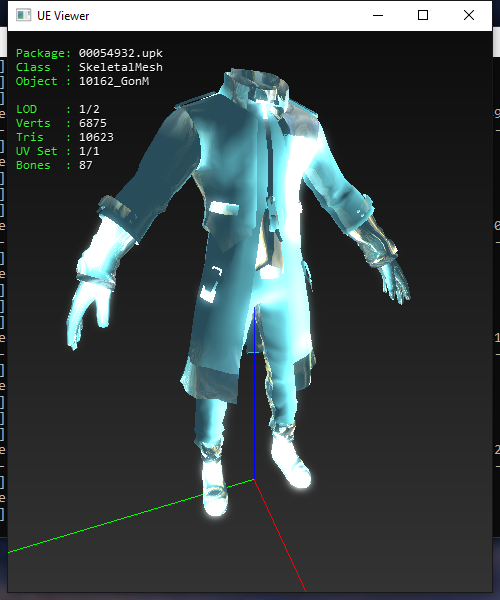 UE Viewer
Package: 00054932.upk
Class  : SkeletalMesh
Object : 10162_GonM
LOD    : 1/2
Verts  : 6875
Tris   : 10623
UV Set : 1/1
Bones  : 87